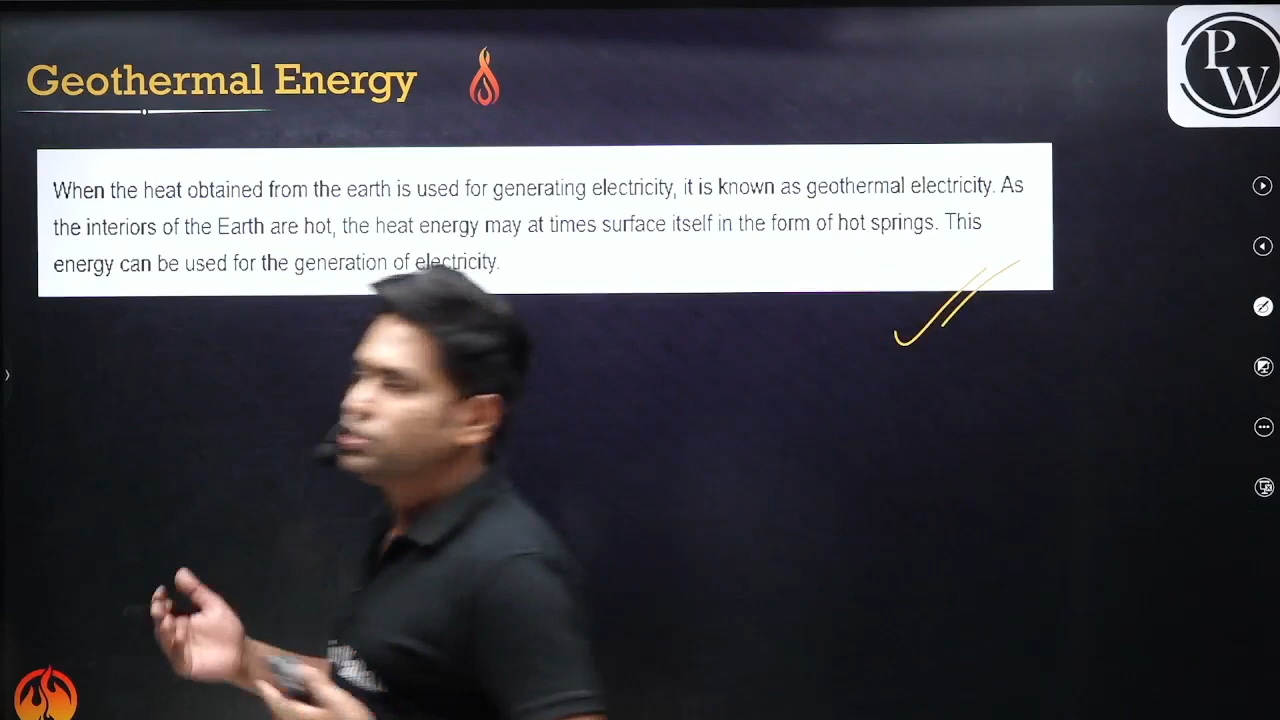 Geothermal Energy
PW
When the heat obtained from the earth is used for generating electricity, it is known as geothermal electricity. As
the interiors of the Earth are hot, the heat energy may at times surface itself in the form of hot springs. This
energy can be used for the generation of electricity.